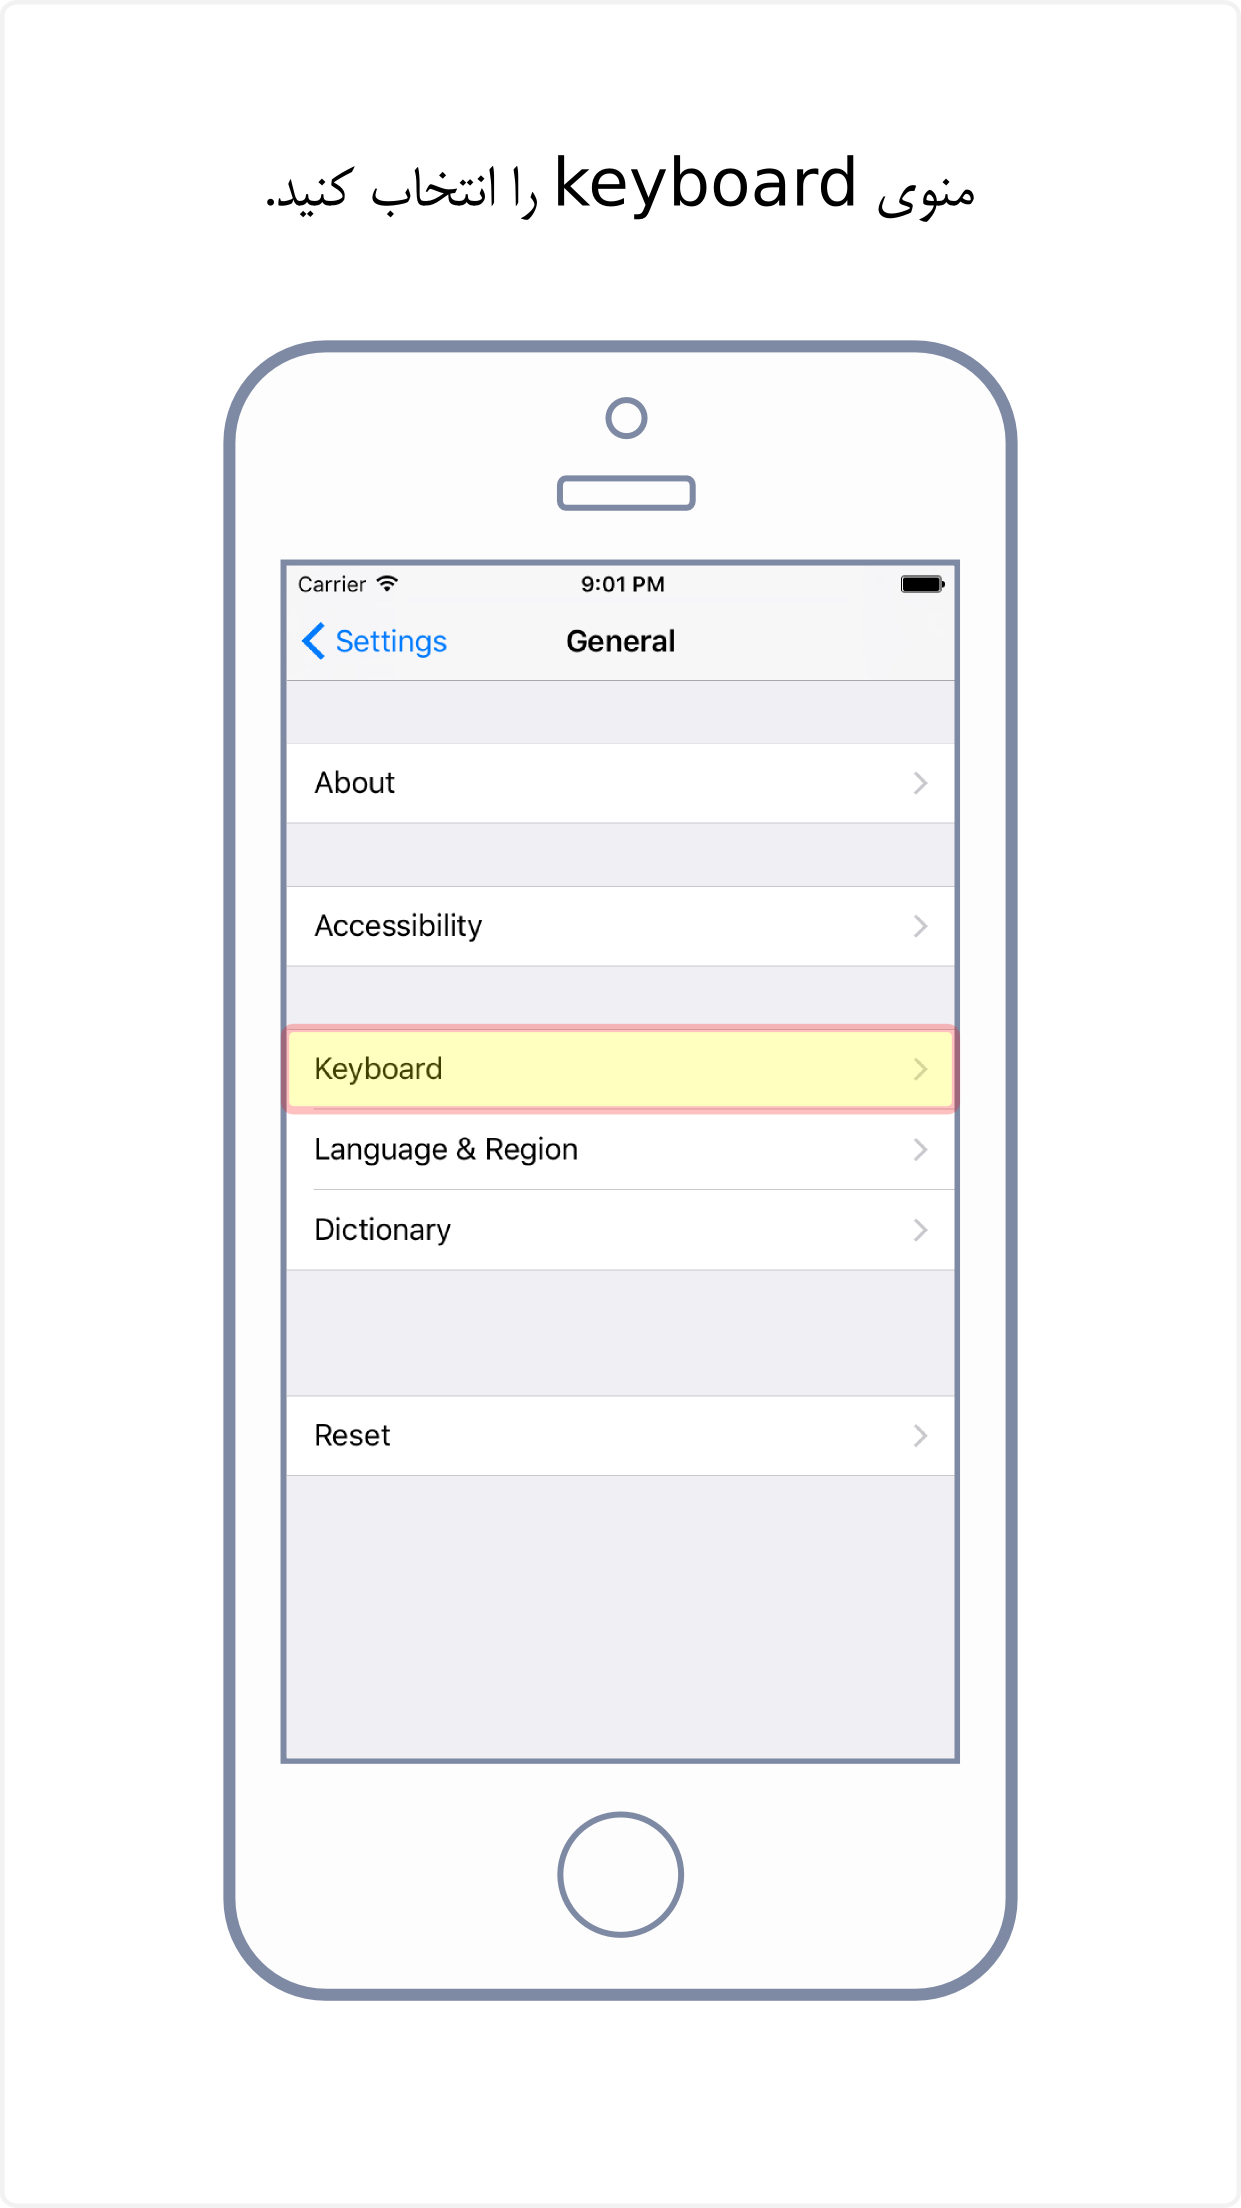 منوی keyboard را انتخاب کنید.
Carrier 9:01 PM
Settings General
About
Accessibility
Keyboard
Language & Region
Dictionary
Reset